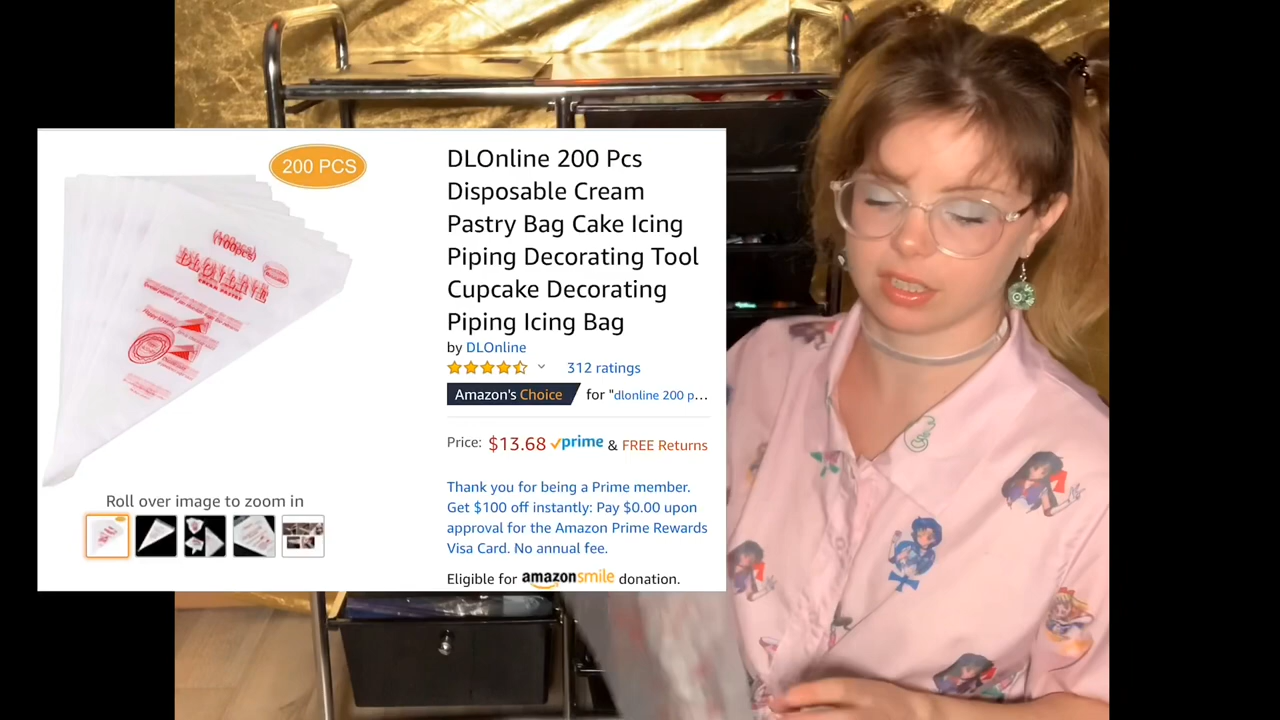 200 PCS
(100pcs)
DLOnline 200 Pcs
Disposable Cream
Pastry Bag Cake Icing
Piping Decorating Tool
Cupcake Decorating
Piping Icing Bag
by DLOnline
312 ratings
Amazon's Choice for "dlonline 200 p...
Price: $13.68 prime & FREE Returns
Thank you for being a Prime member.
Get $100 off instantly: Pay $0.00 upon
approval for the Amazon Prime Rewards
Visa Card. No annual fee.
Eligible for amazonsmile donation.
Roll over image to zoom in